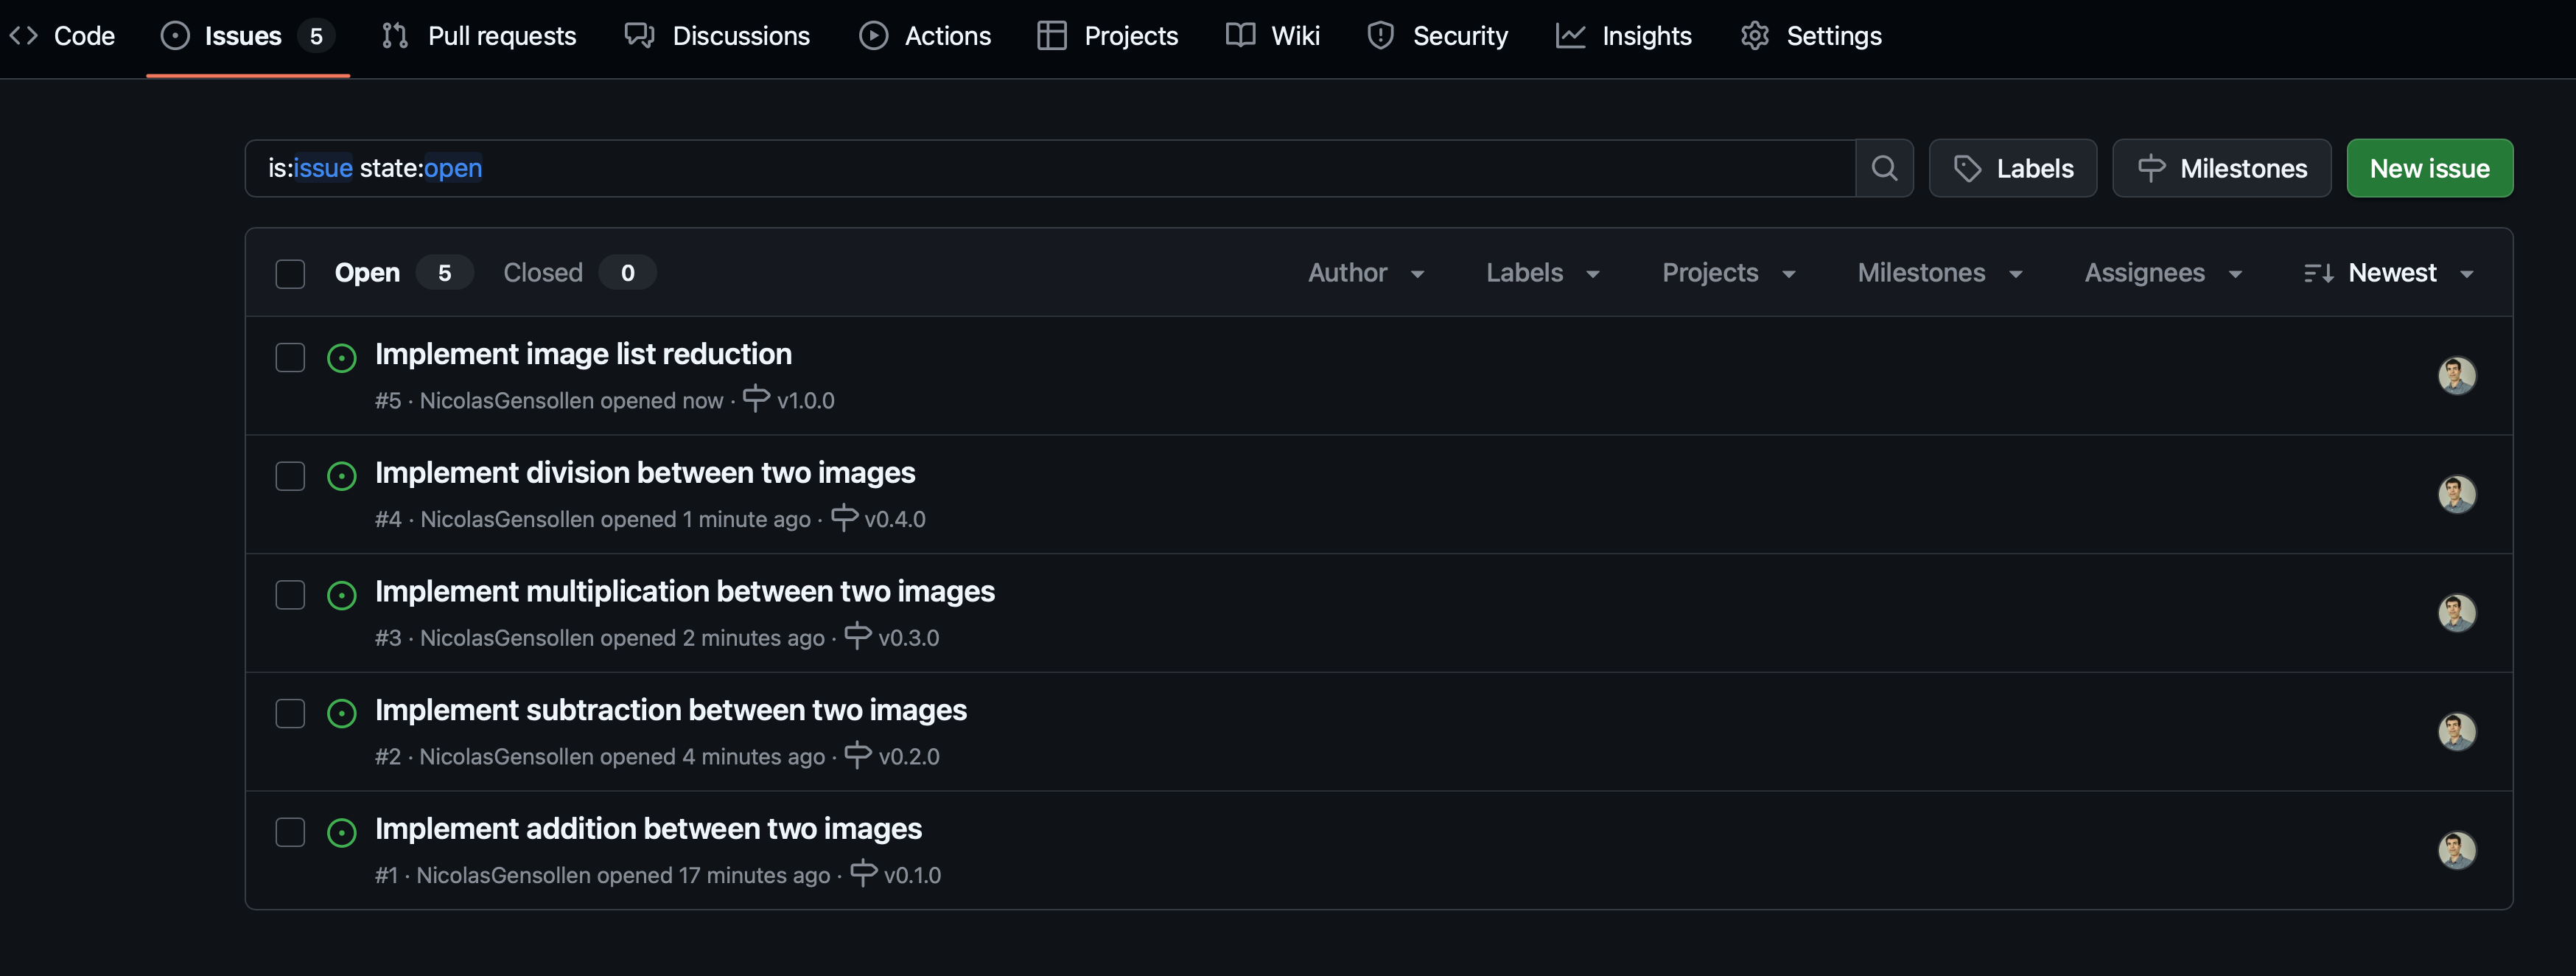 Code Issues 5 Pull requests Discussions Actions Projects Wiki Security Insights Settings
is:issue state:open Labels Milestones New issue
Open 5 Closed 0 Author Labels Projects Milestones Assignees Newest
Implement image list reduction
#5 · NicolasGensollen opened now · v1.0.0
Implement division between two images
#4 · NicolasGensollen opened 1 minute ago · v0.4.0
Implement multiplication between two images
#3 · NicolasGensollen opened 2 minutes ago · v0.3.0
Implement subtraction between two images
#2 · NicolasGensollen opened 4 minutes ago · v0.2.0
Implement addition between two images
#1 · NicolasGensollen opened 17 minutes ago · v0.1.0